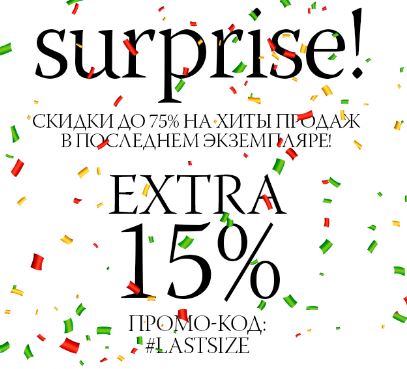 surprise!
СКИДКИ ДО 75% НА ХИТЫ ПРОДАЖ
В ПОСЛЕДНЕМ ЭКЗЕМПЛЯРЕ!
EXTRA
15%
ПРОМО-КОД:
#LASTSIZE